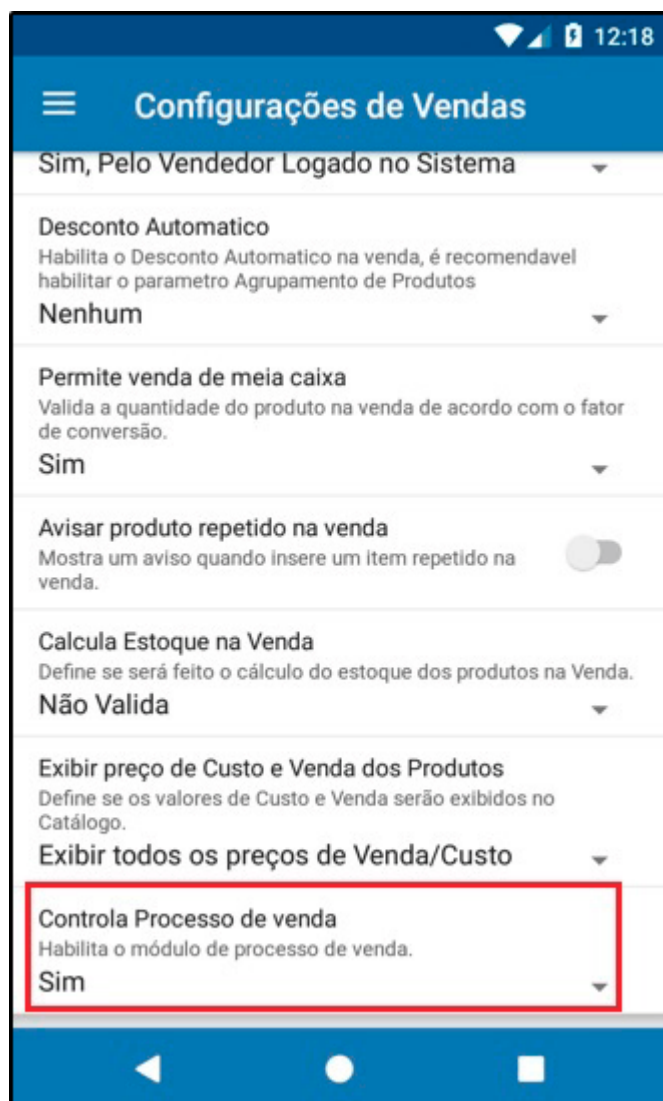 12:18
Configurações de Vendas
Sim, Pelo Vendedor Logado no Sistema
Desconto Automatico
Habilita o Desconto Automatico na venda, é recomendavel
habilitar o parametro Agrupamento de Produtos
Nenhum
Permite venda de meia caixa
Valida a quantidade do produto na venda de acordo com o fator
de conversão.
Sim
Avisar produto repetido na venda
Mostra um aviso quando insere um item repetido na
venda.
Calcula Estoque na Venda
Define se será feito o cálculo do estoque dos produtos na Venda.
Não Valida
Exibir preço de Custo e Venda dos Produtos
Define se os valores de Custo e Venda serão exibidos no
Catálogo.
Exibir todos os preços de Venda/Custo
Controla Processo de venda
Habilita o módulo de processo de venda.
Sim